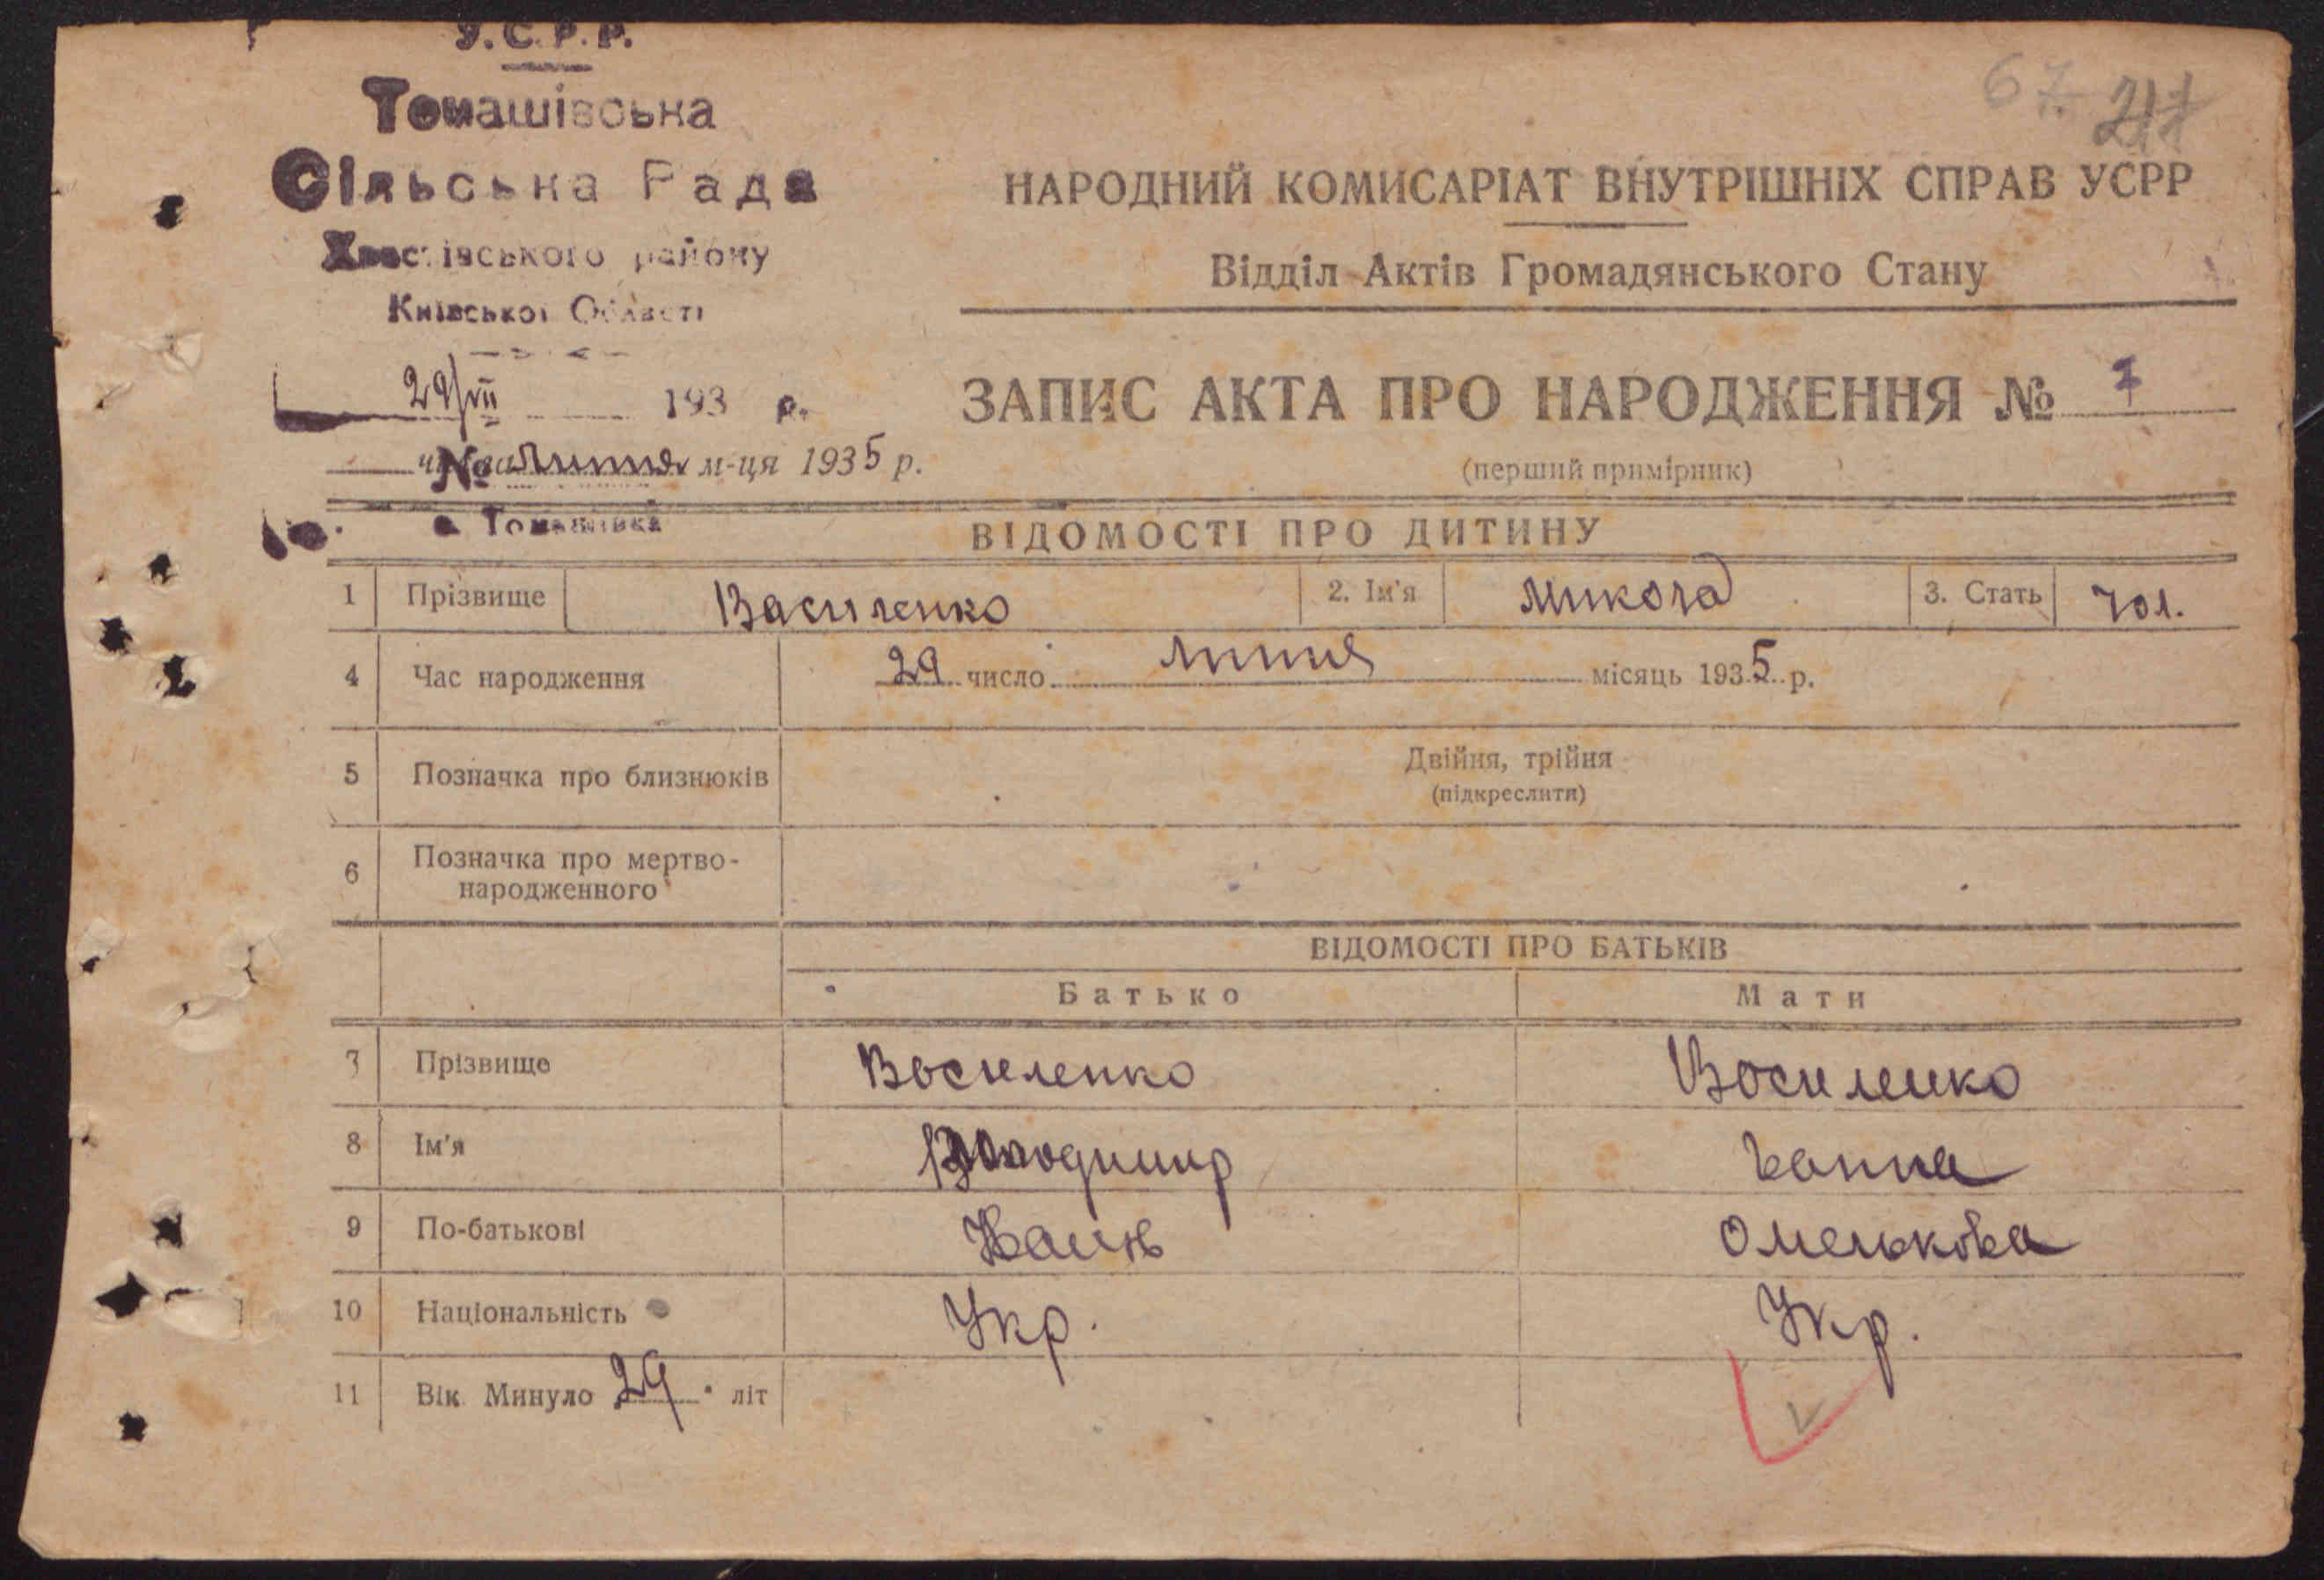 У.С.Р.Р.
Томашівська
Сільська Рада
Хвастівського району
Київської Області
29/VII 193 р.
№ липня м-ця 1935 р.
с Томашівка
67 211
НАРОДНИЙ КОМИСАРІАТ ВНУТРІШНІХ СПРАВ УСРР
Відділ Актів Громадянського Стану
ЗАПИС АКТА ПРО НАРОДЖЕННЯ № 7
(перший примірник)
ВІДОМОСТІ ПРО ДИТИНУ
1 Прізвище Василенко 2. Ім'я Микола 3. Стать Чол.
4 Час народження 29 число липня місяць 1935 р.
5 Позначка про близнюків Двійня, трійня
(підкреслити)
6 Позначка про мертво-
народженного
ВІДОМОСТІ ПРО БАТЬКІВ
Батько Мати
7 Прізвище Василенко Василенко
8 Ім'я Володимир Ганна
9 По-батькові Омелькова
10 Національність Укр. Укр.
11 Вік Минуло 29 літ